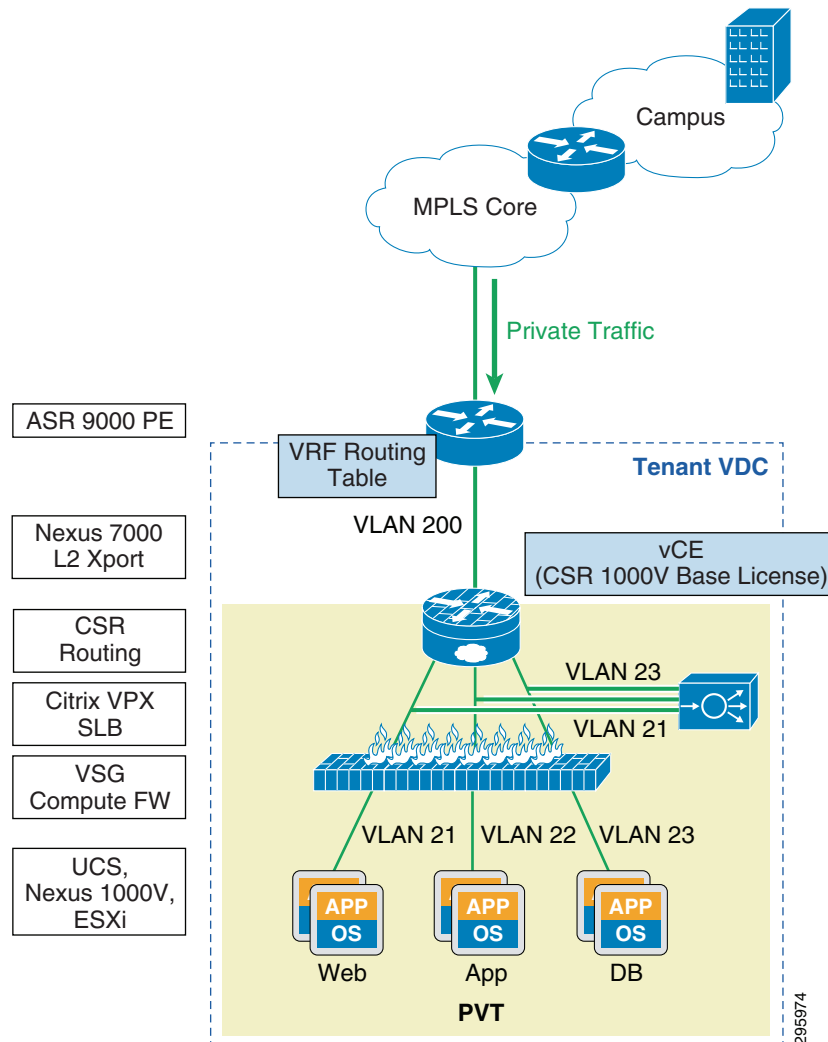 Campus
MPLS Core
Private Traffic
ASR 9000 PE
VRF Routing
Table
Tenant VDC
VLAN 200
Nexus 7000
L2 Xport
vCE
(CSR 1000V Base License)
CSR
Routing
VLAN 23
Citrix VPX
SLB
VLAN 21
VSG
Compute FW
VLAN 21
VLAN 22
VLAN 23
UCS,
Nexus 1000V,
ESXi
APP
OS
APP
OS
APP
OS
Web
App
DB
PVT
295974